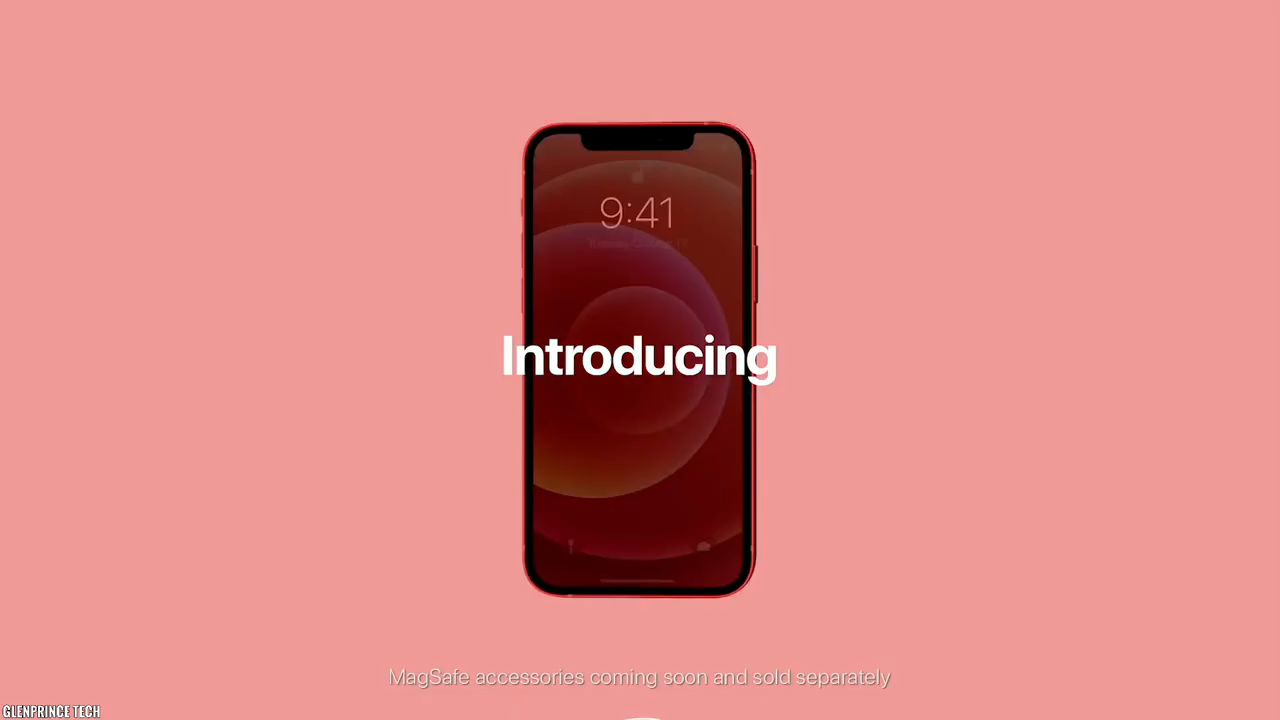 9:41
Introducing
MagSafe accessories coming soon and sold separately
GLENPRINCE TECH